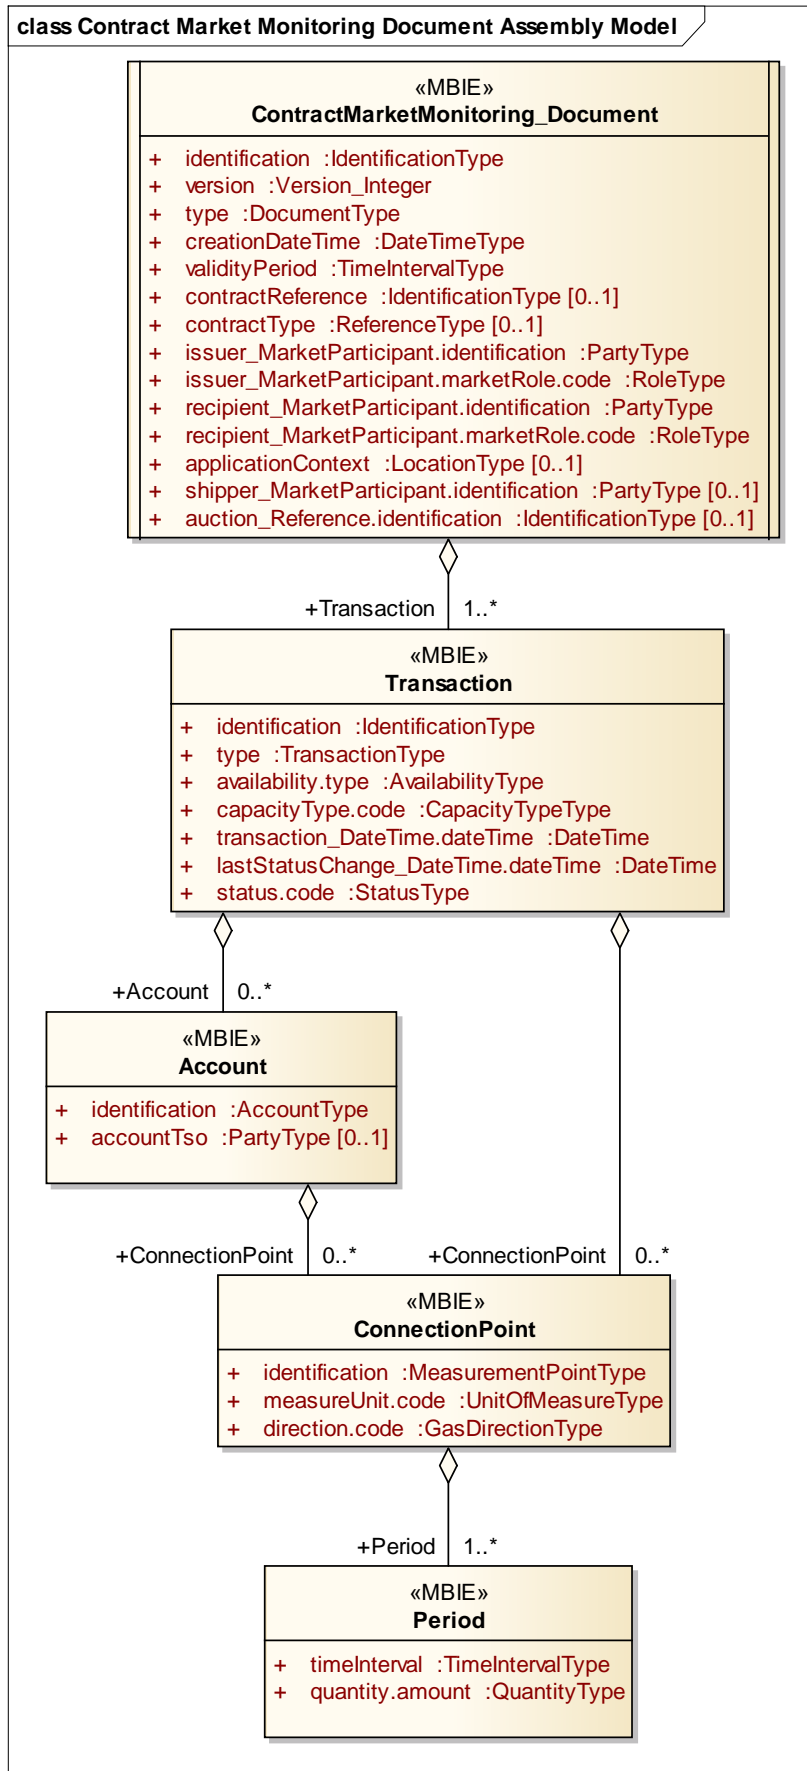 class Contract Market Monitoring Document Assembly Model
«MBIE»
ContractMarketMonitoring_Document
+ identification :IdentificationType
+ version :Version_Integer
+ type :DocumentType
+ creationDateTime :DateTimeType
+ validityPeriod :TimeIntervalType
+ contractReference :IdentificationType [0..1]
+ contractType :ReferenceType [0..1]
+ issuer_MarketParticipant.identification :PartyType
+ issuer_MarketParticipant.marketRole.code :RoleType
+ recipient_MarketParticipant.identification :PartyType
+ recipient_MarketParticipant.marketRole.code :RoleType
+ applicationContext :LocationType [0..1]
+ shipper_MarketParticipant.identification :PartyType [0..1]
+ auction_Reference.identification :IdentificationType [0..1]
+Transaction 1..*
«MBIE»
Transaction
+ identification :IdentificationType
+ type :TransactionType
+ availability.type :AvailabilityType
+ capacityType.code :CapacityTypeType
+ transaction_DateTime.dateTime :DateTime
+ lastStatusChange_DateTime.dateTime :DateTime
+ status.code :StatusType
+Account 0..*
«MBIE»
Account
+ identification :AccountType
+ accountTso :PartyType [0..1]
+ConnectionPoint 0..* +ConnectionPoint 0..*
«MBIE»
ConnectionPoint
+ identification :MeasurementPointType
+ measureUnit.code :UnitOfMeasureType
+ direction.code :GasDirectionType
+Period 1..*
«MBIE»
Period
+ timeInterval :TimeIntervalType
+ quantity.amount :QuantityType